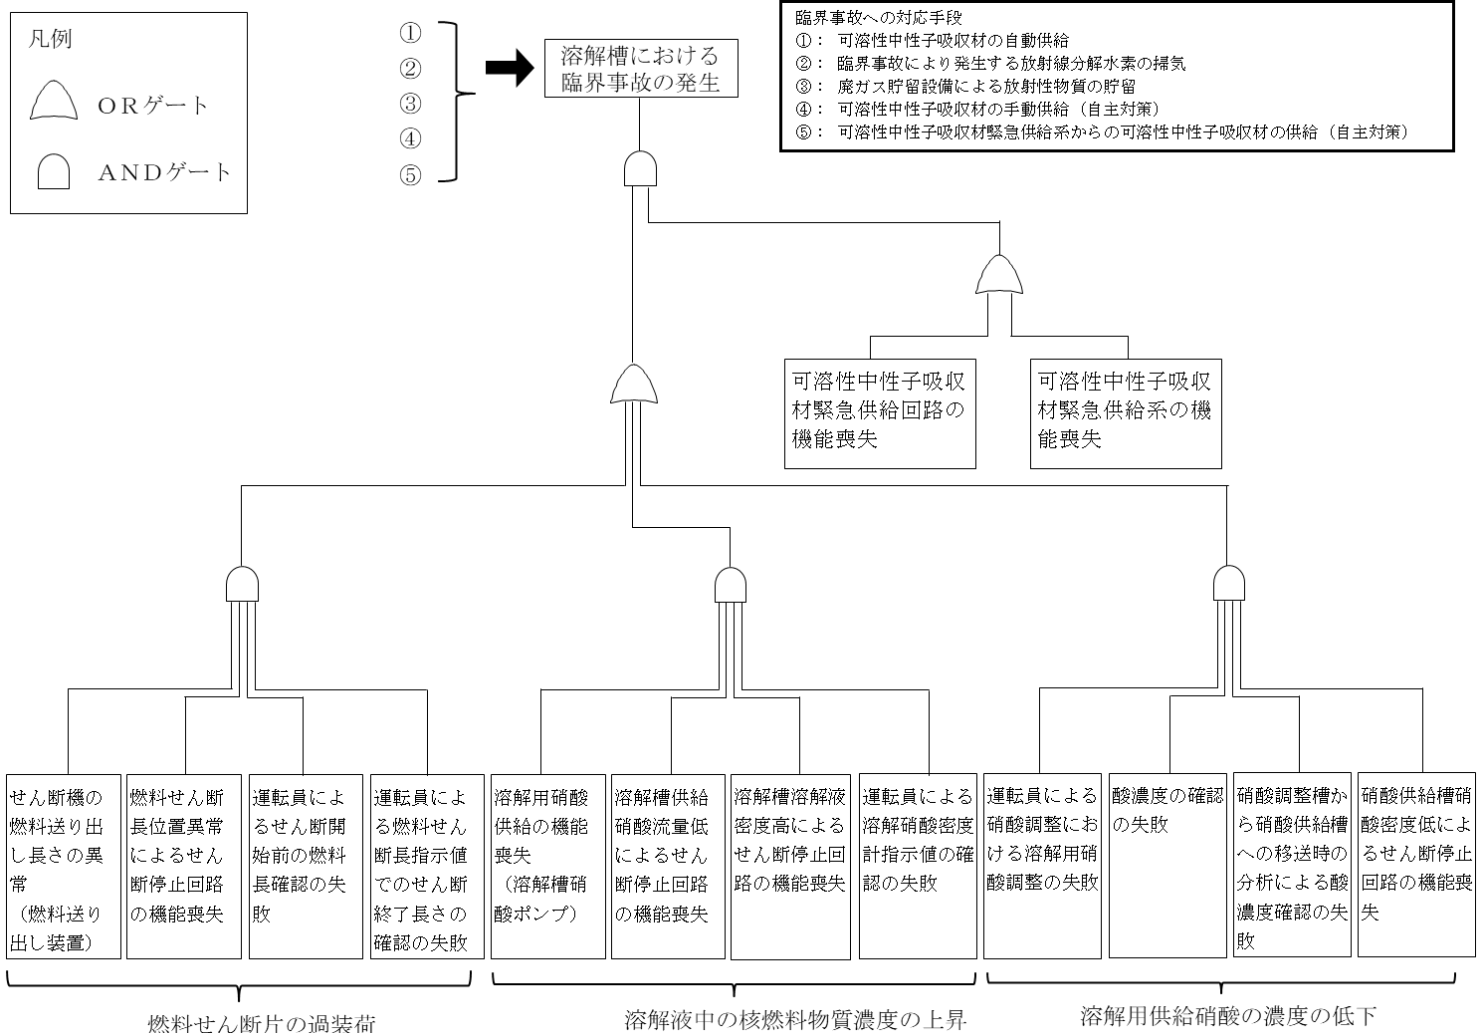 凡例
ORゲート
ANDゲート
①
②
③
④
⑤
溶解槽における
臨界事故の発生
臨界事故への対応手段
①： 可溶性中性子吸収材の自動供給
②： 臨界事故により発生する放射線分解水素の掃気
③： 廃ガス貯留設備による放射性物質の貯留
④： 可溶性中性子吸収材の手動供給（自主対策）
⑤： 可溶性中性子吸収材緊急供給系からの可溶性中性子吸収材の供給（自主対策）
可溶性中性子吸収
材緊急供給回路の
機能喪失
可溶性中性子吸収
材緊急供給系の機
能喪失
せん断機の
燃料送り出
し長さの異
常
（燃料送り
出し装置）
燃料せん断
長位置異常
によるせん
断停止回路
の機能喪失
運転員によ
るせん断開
始前の燃料
長確認の失
敗
運転員によ
る燃料せん
断長指示値
でのせん断
終了長さの
確認の失敗
溶解用硝酸
供給の機能
喪失
（溶解槽硝
酸ポンプ）
溶解槽供給
硝酸流量低
によるせん
断停止回路
の機能喪失
溶解槽溶解液
密度高による
せん断停止回
路の機能喪失
運転員による
溶解硝酸密度
計指示値の確
認の失敗
運転員による
硝酸調整にお
ける溶解用硝
酸調整の失敗
酸濃度の確認
の失敗
硝酸調整槽か
ら硝酸供給槽
への移送時の
分析による酸
濃度確認の失
敗
硝酸供給槽硝
酸密度低によ
るせん断停止
回路の機能喪
失
燃料せん断片の過装荷
溶解液中の核燃料物質濃度の上昇
溶解用供給硝酸の濃度の低下